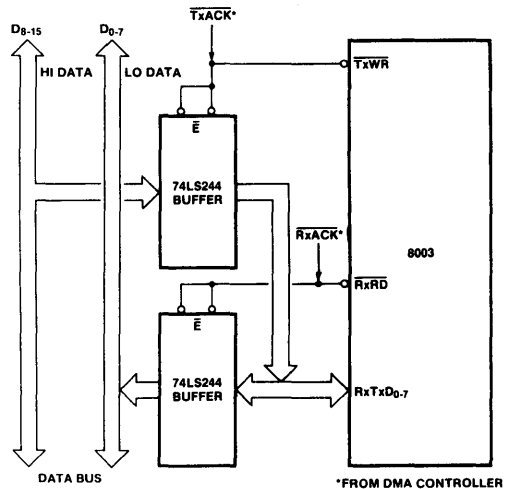 TxACK*
D8-15
D0-7
HI DATA
LO DATA
TxWR
E
74LS244
BUFFER
RxACK*
8003
RxRD
E
74LS244
BUFFER
RxTxD0-7
DATA BUS
*FROM DMA CONTROLLER